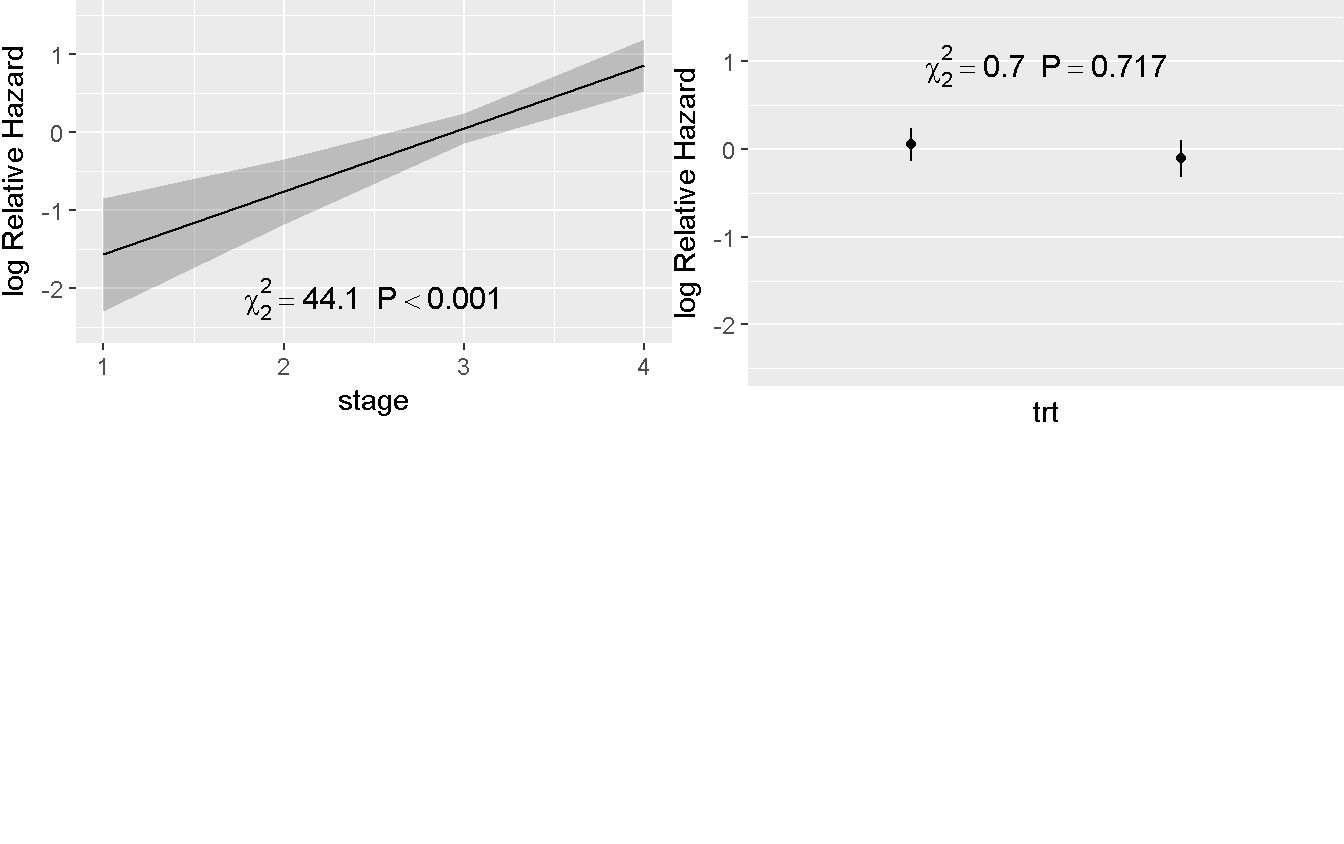 log Relative Hazard
1
0
-1
-2
χ²₂ = 44.1 P < 0.001
1 2 3 4
stage
log Relative Hazard
1
0
-1
-2
χ²₂ = 0.7 P = 0.717
trt